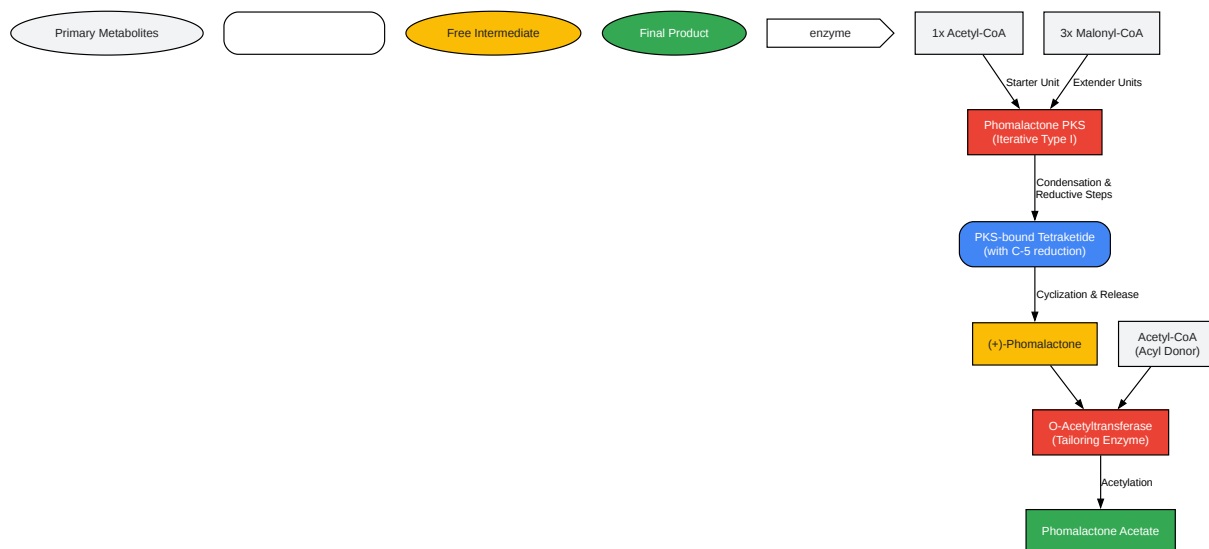 Primary Metabolites
Free Intermediate
Final Product
enzyme
1x Acetyl-CoA
3x Malonyl-CoA
Starter Unit
Extender Units
Phomalactone PKS
(Iterative Type I)
Condensation &
Reductive Steps
PKS-bound Tetraketide
(with C-5 reduction)
Cyclization & Release
(+)-Phomalactone
Acetyl-CoA
(Acyl Donor)
O-Acetyltransferase
(Tailoring Enzyme)
Acetylation
Phomalactone Acetate